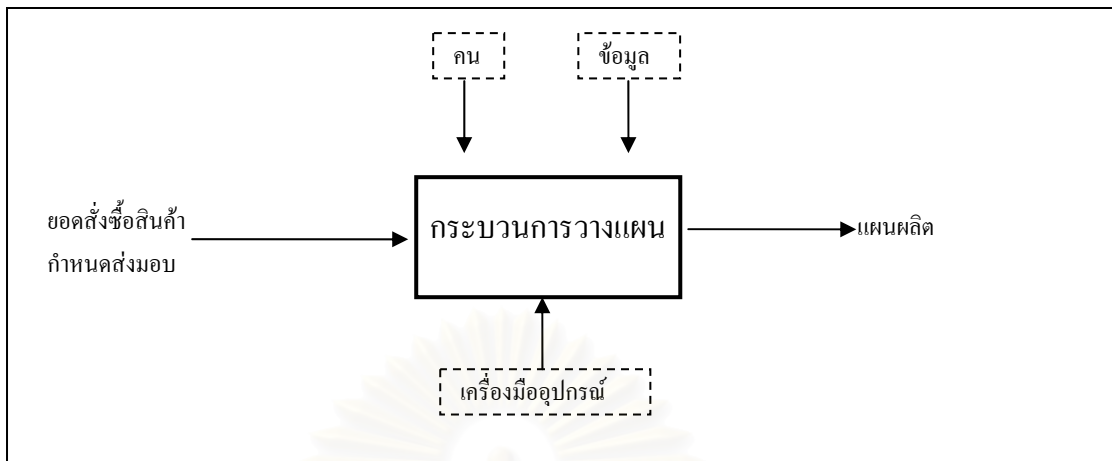 คน
ข้อมูล
ยอดสั่งซื้อสินค้า
กำหนดส่งมอบ
กระบวนการวางแผน
แผนผลิต
เครื่องมืออุปกรณ์